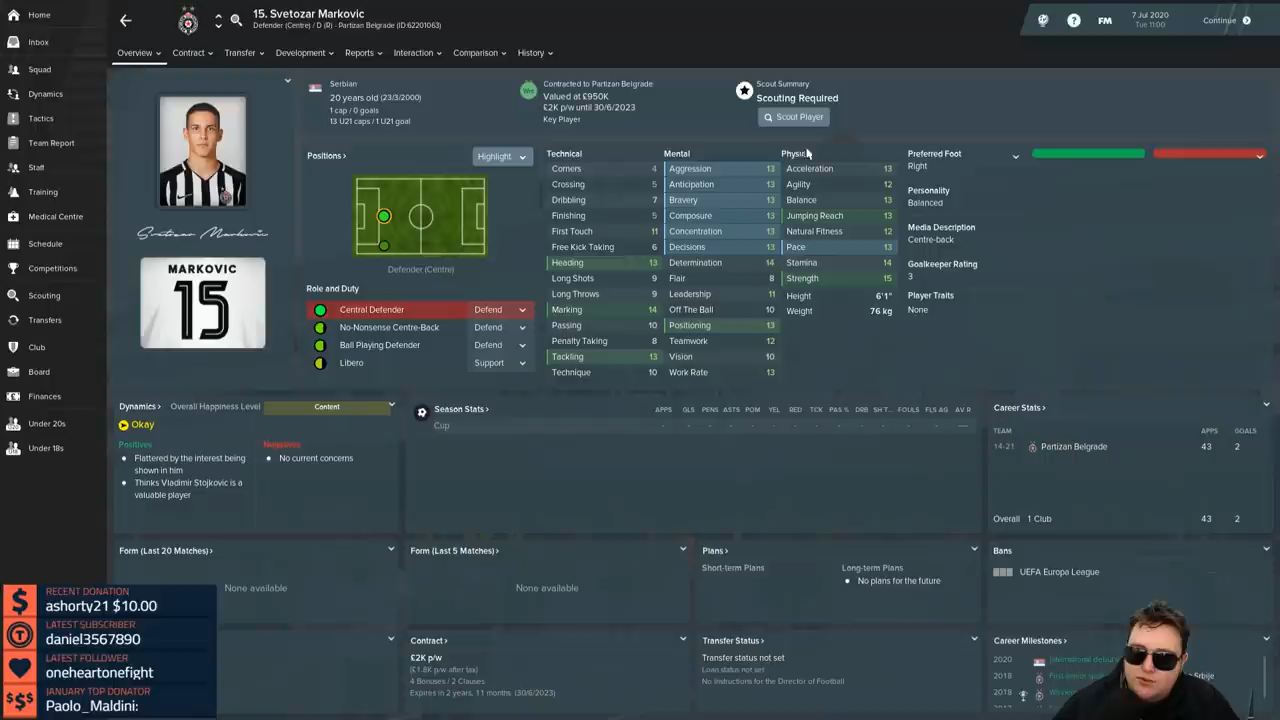 Home
Inbox
Squad
Dynamics
Tactics
Team Report
Staff
Training
Medical Centre
Schedule
Competitions
Scouting
Transfers
Club
Board
Finances
Under 20s
Under 18s
15. Svetozar Markovic
Defender (Centre) / D (R) - Partizan Belgrade (ID:62201063)
? FM
7 Jul 2020
Tue 11:00
Continue
Overview
Contract
Transfer
Development
Reports
Interaction
Comparison
History
MARKOVIC
15
Serbian
20 years old (23/3/2000)
1 cap / 0 goals
13 U21 caps / 1 U21 goal
Wnt
Contracted to Partizan Belgrade
Valued at £950K
£2K p/w until 30/6/2023
Key Player
Scout Summary
Scouting Required
Scout Player
Positions
Highlight
Defender (Centre)
Role and Duty
Central Defender Defend
No-Nonsense Centre-Back Defend
Ball Playing Defender Defend
Libero Support
Technical
Corners 4
Crossing 5
Dribbling 7
Finishing 5
First Touch 11
Free Kick Taking 6
Heading 13
Long Shots 9
Long Throws 9
Marking 14
Passing 10
Penalty Taking 8
Tackling 13
Technique 10
Mental
Aggression 13
Anticipation 13
Bravery 13
Composure 13
Concentration 13
Decisions 13
Determination 14
Flair 8
Leadership 11
Off The Ball 10
Positioning 13
Teamwork 12
Vision 10
Work Rate 13
Acceleration 13
Agility 12
Balance 13
Jumping Reach 13
Natural Fitness 12
Pace 13
Stamina 14
Strength 15
Height 6'1"
Weight 76 kg
Preferred Foot
Right
Personality
Balanced
Media Description
Centre-back
Goalkeeper Rating
3
Player Traits
None
Dynamics Overall Happiness Level Content
Okay
Positives
Flattered by the interest being
shown in him
Thinks Vladimir Stojkovic is a
valuable player
Negatives
No current concerns
Season Stats APPS GLS PENS ASTS POM YEL RED TCK PAS % DRB SH T... FOULS FLS AG AV R
Cup - - - - - - - - - - - - - ---
Career Stats
TEAM APPS GOALS
14-21 Partizan Belgrade 43 2
Overall 1 Club 43 2
Form (Last 20 Matches)
None available
Form (Last 5 Matches)
None available
Plans
Short-term Plans
Long-term Plans
No plans for the future
Bans
UEFA Europa League
Contract
£2K p/w
(£1.8K p/w after tax)
4 Bonuses / 2 Clauses
Expires in 2 years, 11 months (30/6/2023)
Transfer Status
Transfer status not set
Loan status not set
No instructions for the Director of Football
Career Milestones
2020
2018 Srbije
2018
RECENT DONATION
ashorty21 $10.00
LATEST SUBSCRIBER
daniel3567890
LATEST FOLLOWER
oneheartonefight
JANUARY TOP DONATOR
Paolo_Maldini: